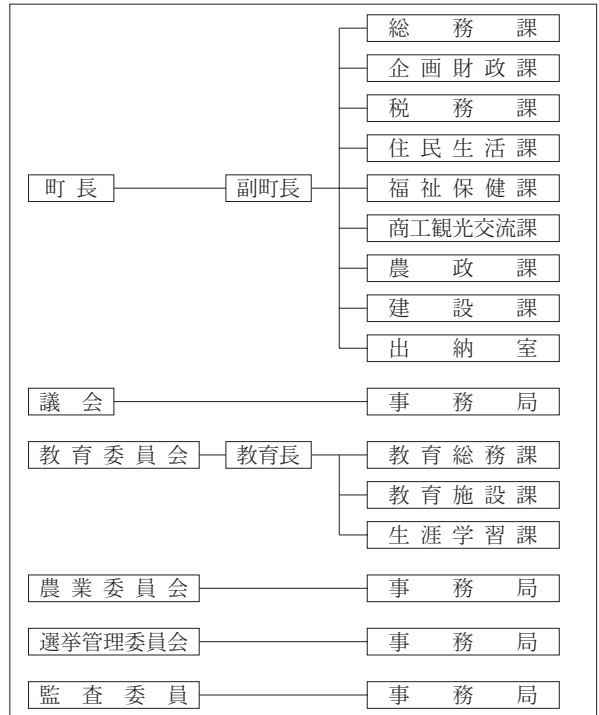 総務課
企画財政課
税務課
住民生活課
町長 副町長 福祉保健課
商工観光交流課
農政課
建設課
出納室
議会 事務局
教育委員会 教育長 教育総務課
教育施設課
生涯学習課
農業委員会 事務局
選挙管理委員会 事務局
監査委員 事務局